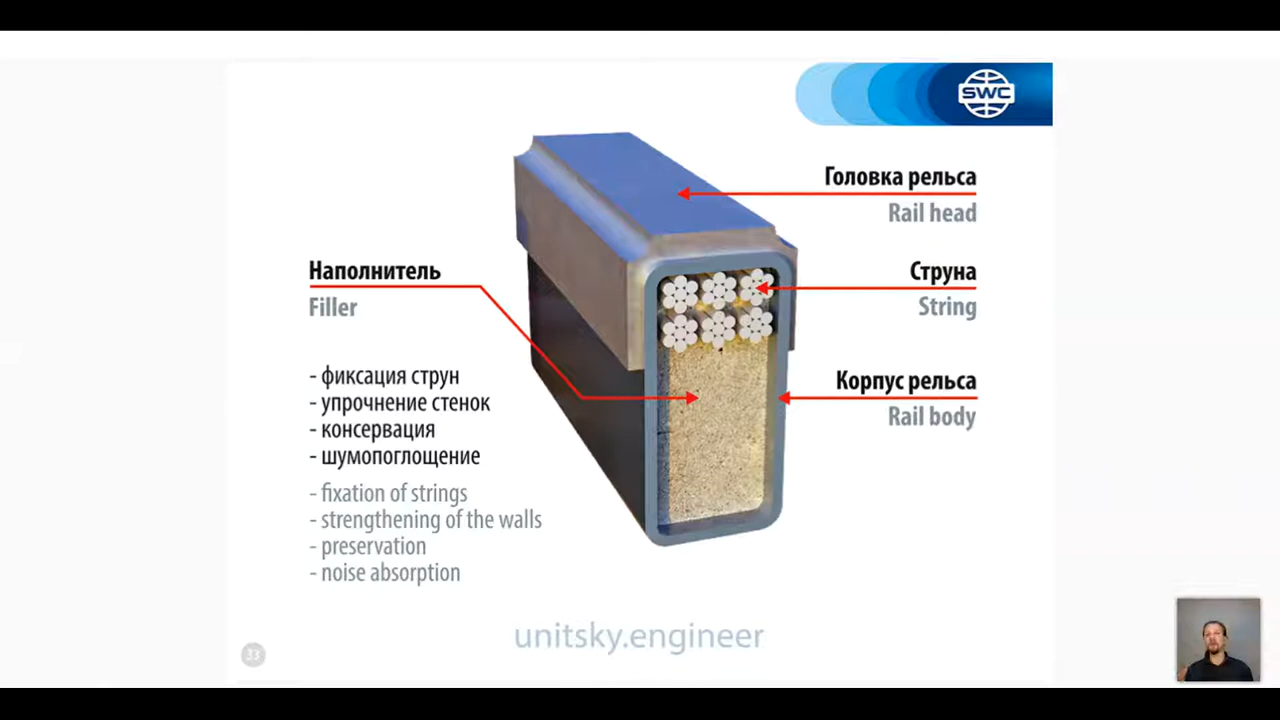 SWC
Головка рельса
Rail head
Наполнитель
Filler
Струна
String
Корпус рельса
Rail body
- фиксация струн
- упрочнение стенок
- консервация
- шумопоглощение
- fixation of strings
- strengthening of the walls
- preservation
- noise absorption
unitsky.engineer
33